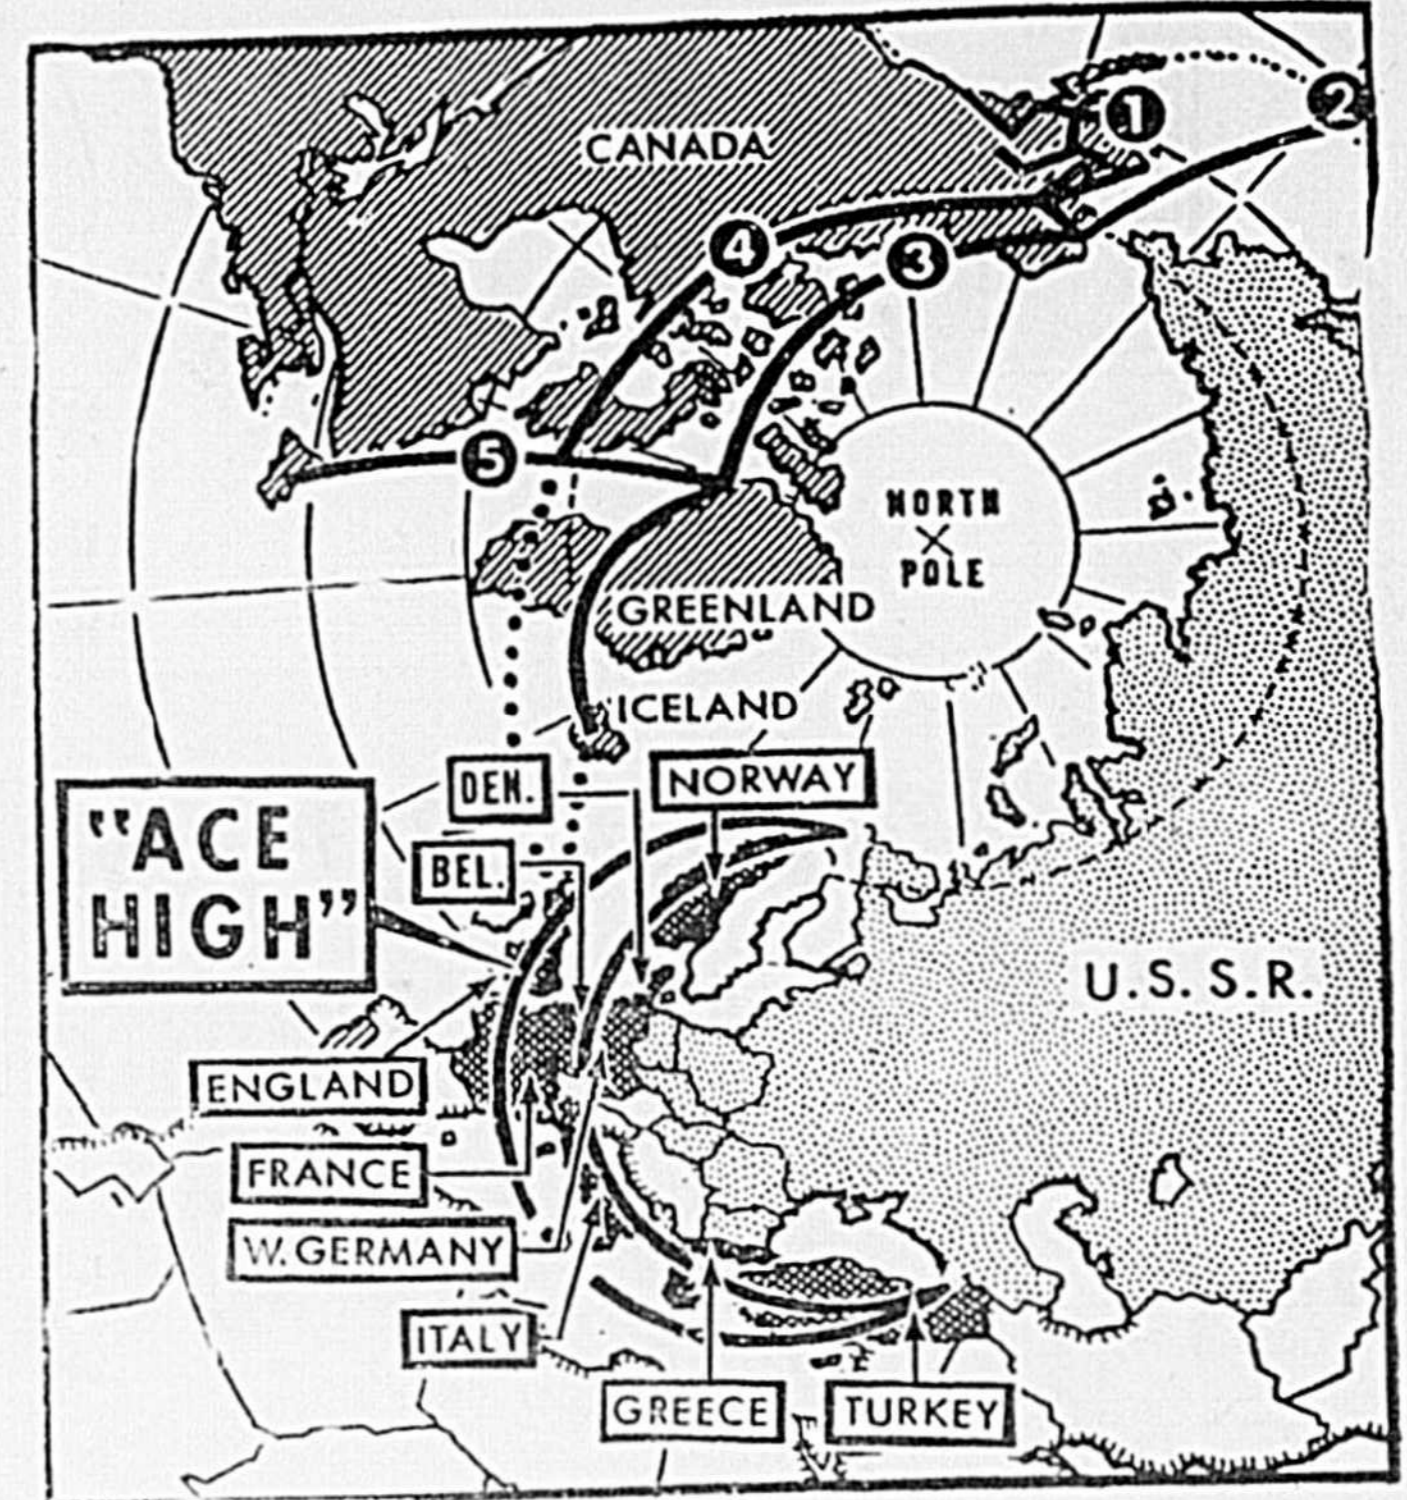 1
2
CANADA
4
3
5
NORTH
POLE
GREENLAND
ICELAND
DEN.
NORWAY
"ACE
HIGH"
BEL.
U.S.S.R.
ENGLAND
FRANCE
W. GERMANY
ITALY
GREECE
TURKEY